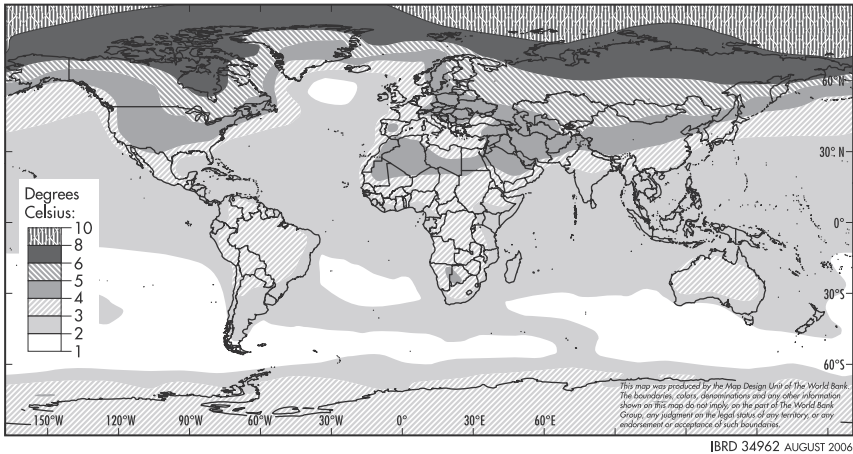 60°N
30° N
Degrees
Celsius:
10
8
6
5
4
3
2
1
0°
30°S
60°S
This map was produced by the Map Design Unit of The World Bank.
The boundaries, colors, denominations and any other information
shown on this map do not imply, on the part of The World Bank
Group, any judgment on the legal status of any territory, or any
endorsement or acceptance of such boundaries.
150°W 120°W 90°W 60°W 30°W 0° 30°E 60°E
IBRD 34962 AUGUST 2006